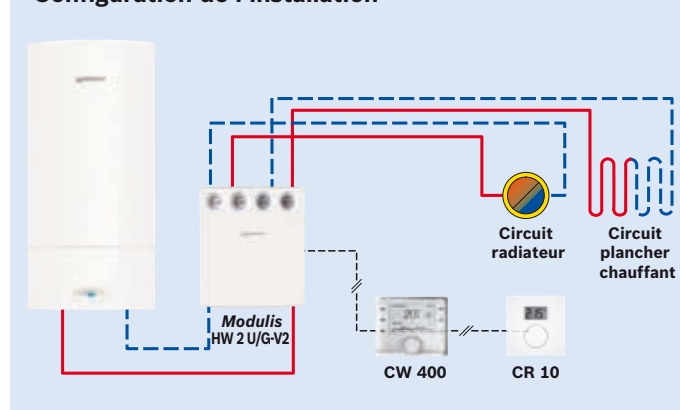 Configuration de l'installation
Circuit
radiateur
Circuit
plancher
chauffant
Modulis
HW 2 U/G-V2
CW 400
CR 10